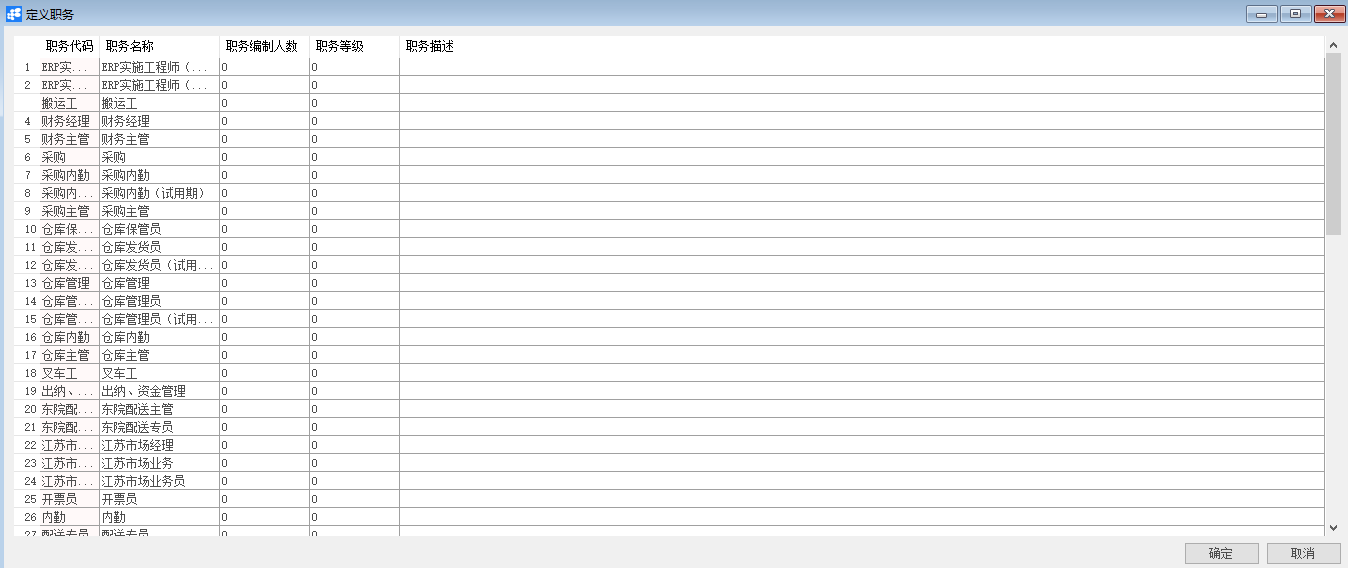 定义职务
职务代码 职务名称 职务编制人数 职务等级 职务描述
1 ERP实... ERP实施工程师（... 0 0
2 ERP实... ERP实施工程师（... 0 0
搬运工 搬运工 0 0
4 财务经理 财务经理 0 0
5 财务主管 财务主管 0 0
6 采购 采购 0 0
7 采购内勤 采购内勤 0 0
8 采购内... 采购内勤（试用期） 0 0
9 采购主管 采购主管 0 0
10 仓库保... 仓库保管员 0 0
11 仓库发... 仓库发货员 0 0
12 仓库发... 仓库发货员（试用... 0 0
13 仓库管理 仓库管理 0 0
14 仓库管... 仓库管理员 0 0
15 仓库管... 仓库管理员（试用... 0 0
16 仓库内勤 仓库内勤 0 0
17 仓库主管 仓库主管 0 0
18 叉车工 叉车工 0 0
19 出纳、... 出纳、资金管理 0 0
20 东院配... 东院配送主管 0 0
21 东院配... 东院配送专员 0 0
22 江苏市... 江苏市场经理 0 0
23 江苏市... 江苏市场业务 0 0
24 江苏市... 江苏市场业务员 0 0
25 开票员 开票员 0 0
26 内勤 内勤 0 0
27 配送专员 配送专员 0 0
确定 取消